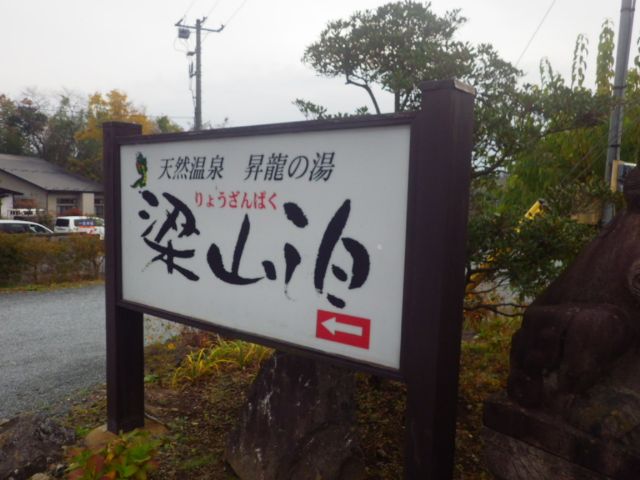 天然温泉 昇龍の湯
りょうざんぱく
梁山泊